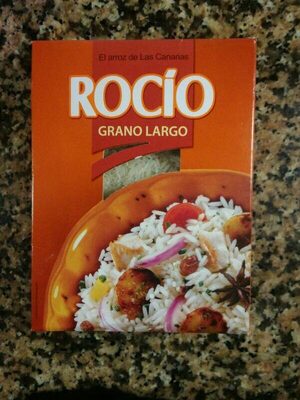 El arroz de Las Canarias
ROCÍO
GRANO LARGO